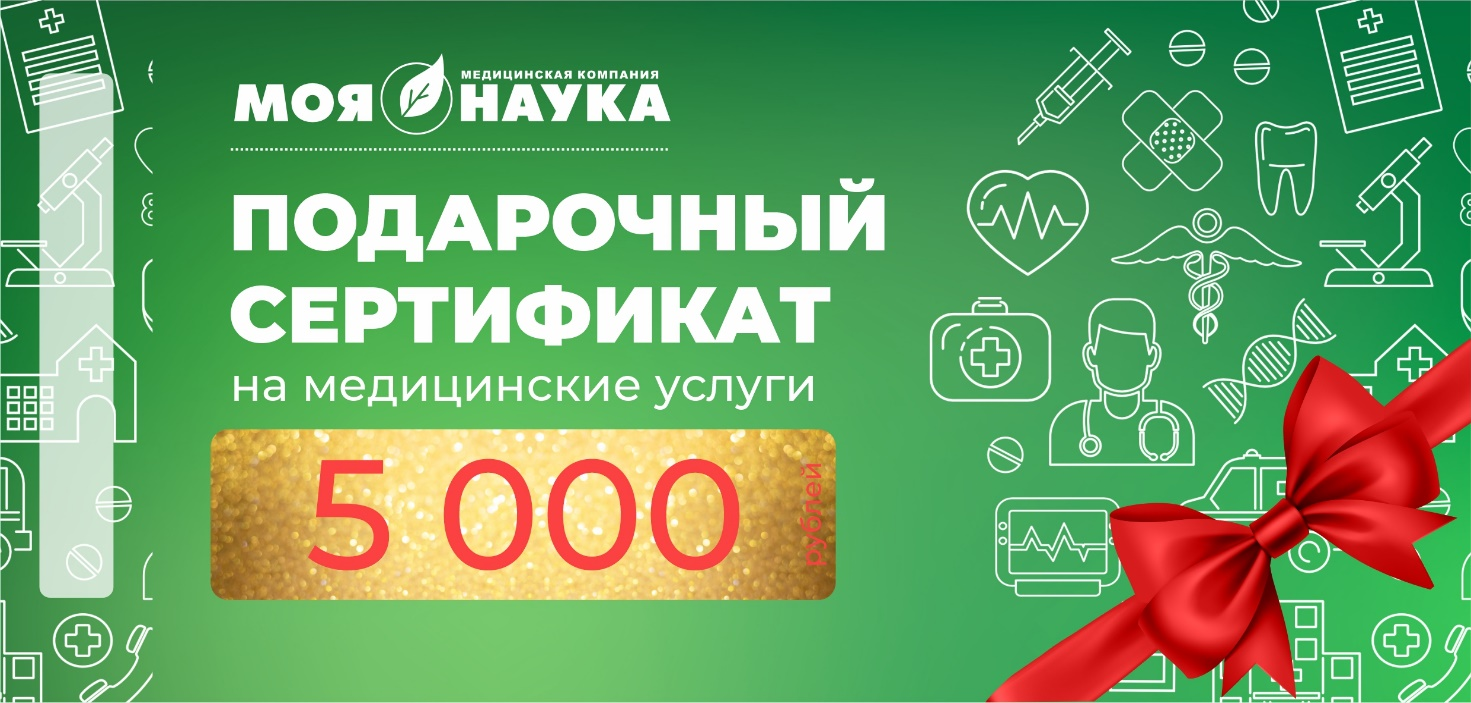 МЕДИЦИНСКАЯ КОМПАНИЯ
МОЯ НАУКА
ПОДАРОЧНЫЙ
СЕРТИФИКАТ
на медицинские услуги
5 000
рублей